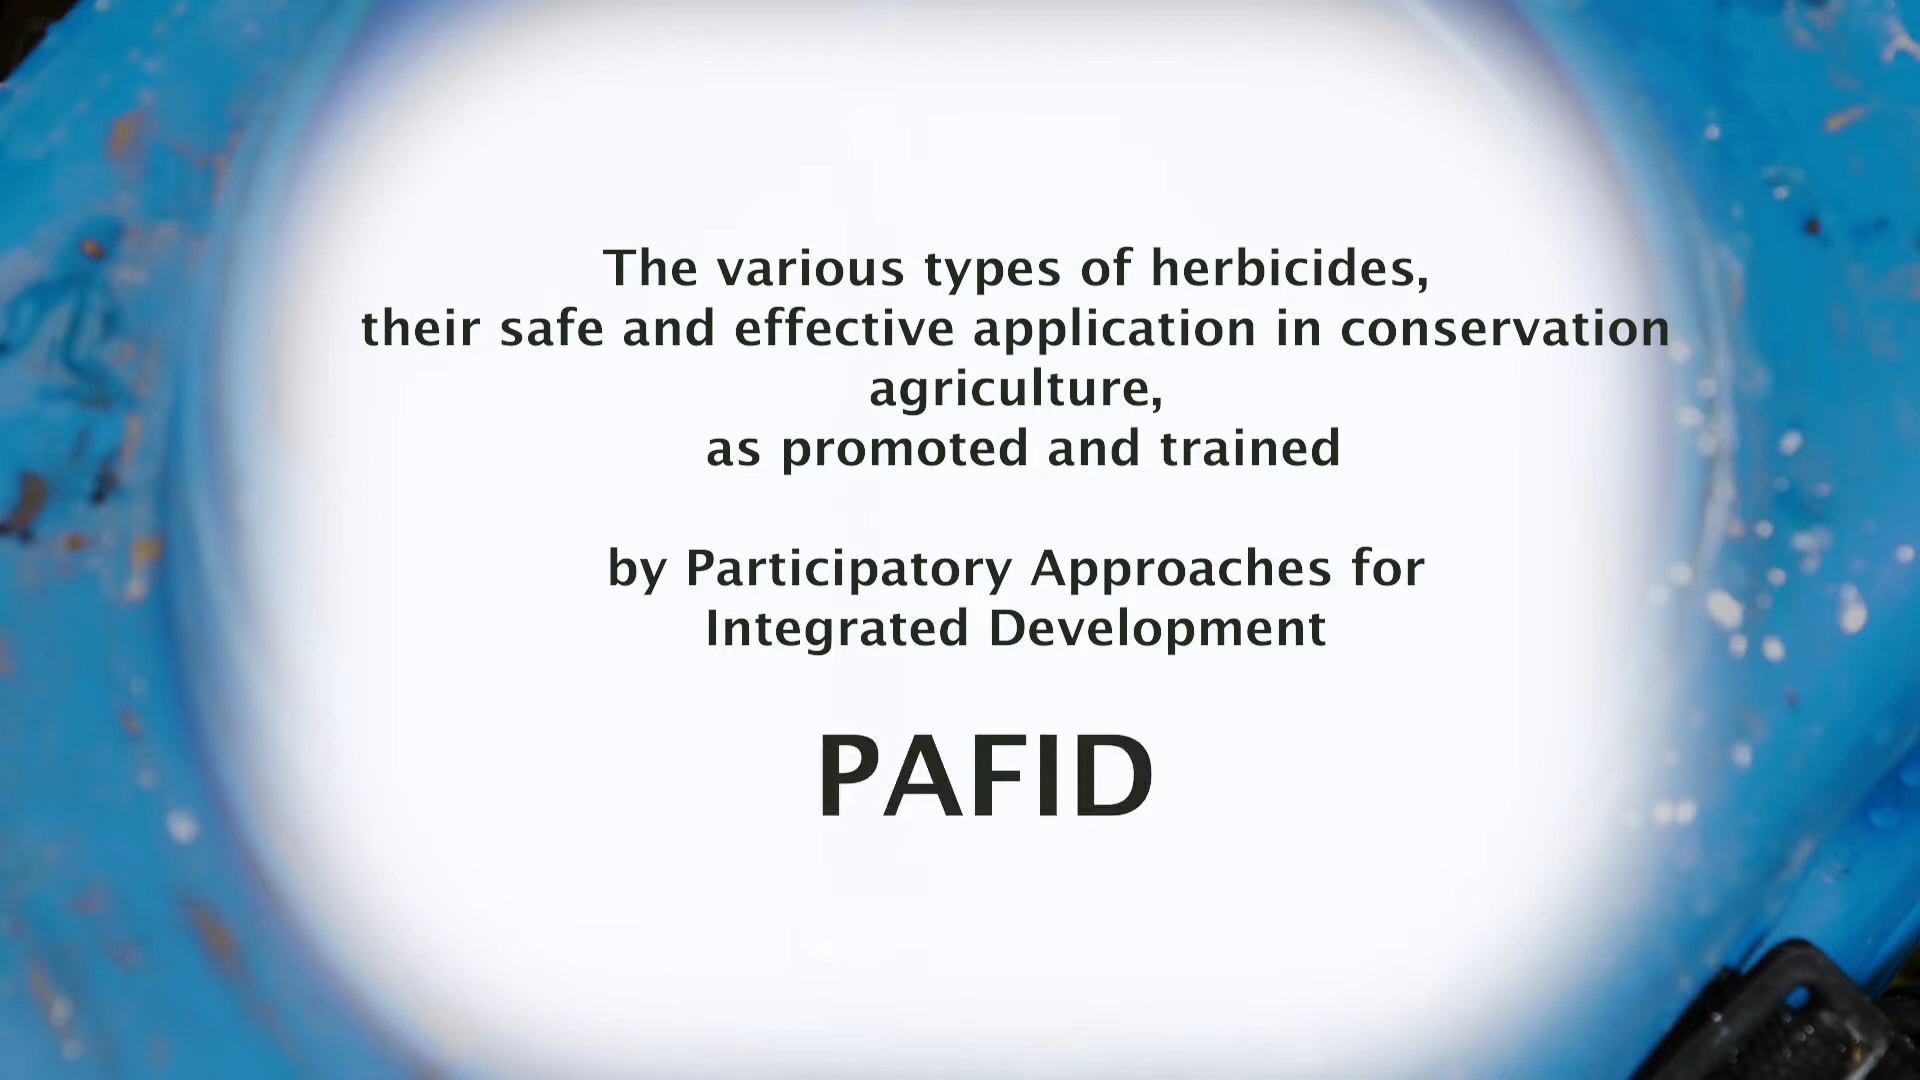 The various types of herbicides,
their safe and effective application in conservation
agriculture,
as promoted and trained
by Participatory Approaches for
Integrated Development
PAFID